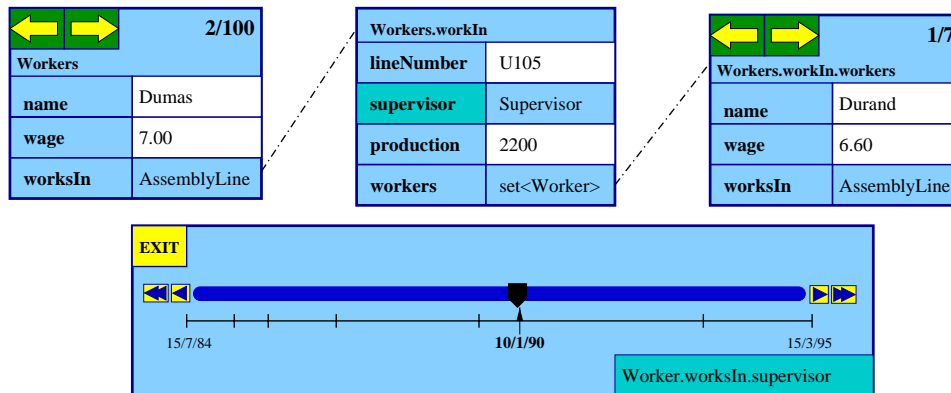 2/100
Workers
name Dumas
wage 7.00
worksIn AssemblyLine
Workers.workIn
lineNumber U105
supervisor Supervisor
production 2200
workers set<Worker>
1/7
Workers.workIn.workers
name Durand
wage 6.60
worksIn AssemblyLine
EXIT
15/7/84 10/1/90 15/3/95
Worker.worksIn.supervisor